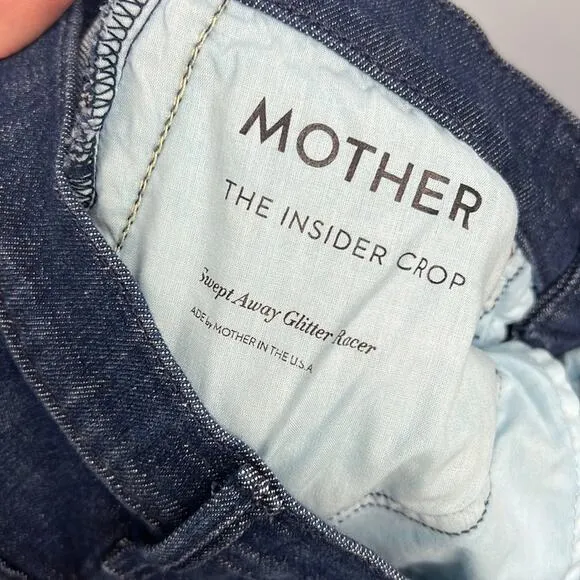 MOTHER
THE INSIDER CROP
Swept Away Glitter Racer
ADE by MOTHER IN THE U.S.A